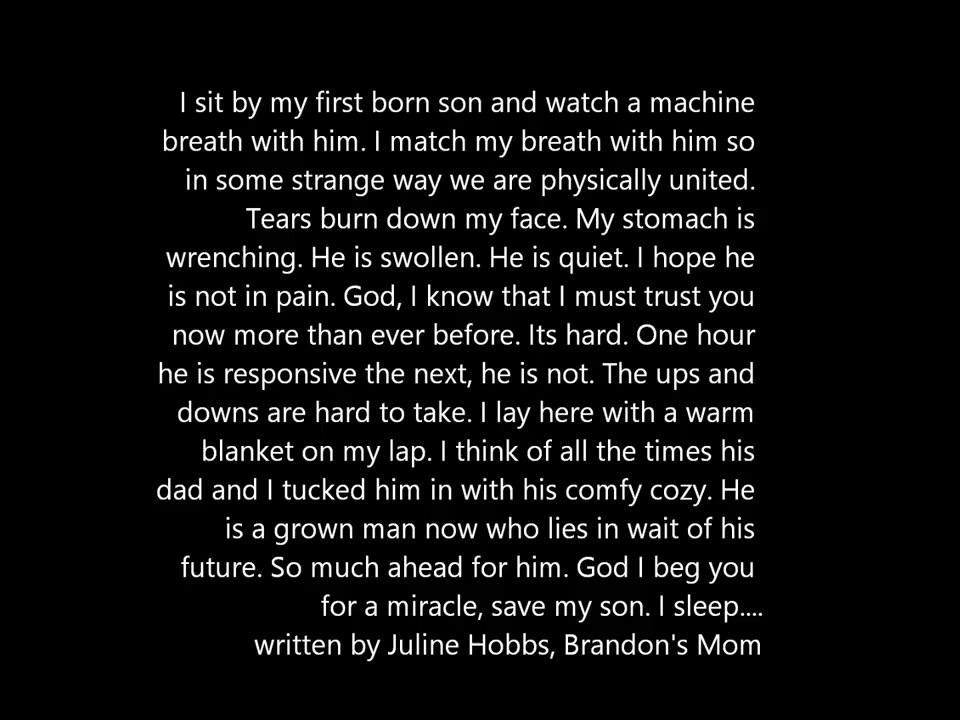 I sit by my first born son and watch a machine
breath with him. I match my breath with him so
in some strange way we are physically united.
Tears burn down my face. My stomach is
wrenching. He is swollen. He is quiet. I hope he
is not in pain. God, I know that I must trust you
now more than ever before. Its hard. One hour
he is responsive the next, he is not. The ups and
downs are hard to take. I lay here with a warm
blanket on my lap. I think of all the times his
dad and I tucked him in with his comfy cozy. He
is a grown man now who lies in wait of his
future. So much ahead for him. God I beg you
for a miracle, save my son. I sleep....
written by Juline Hobbs, Brandon's Mom